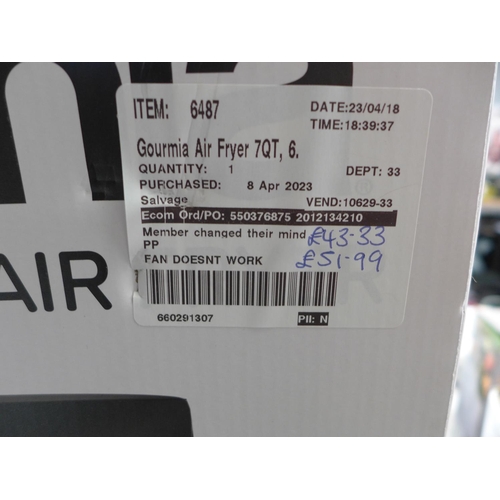 ITEM: 6487 DATE:23/04/18
TIME:18:39:37
Gourmia Air Fryer 7QT, 6.
QUANTITY: 1 DEPT: 33
PURCHASED: 8 Apr 2023
Salvage VEND:10629-33
Ecom Ord/PO: 550376875 2012134210
Member changed their mind £43-33
PP
FAN DOESNT WORK £51-99
660291307 PII: N
AIR